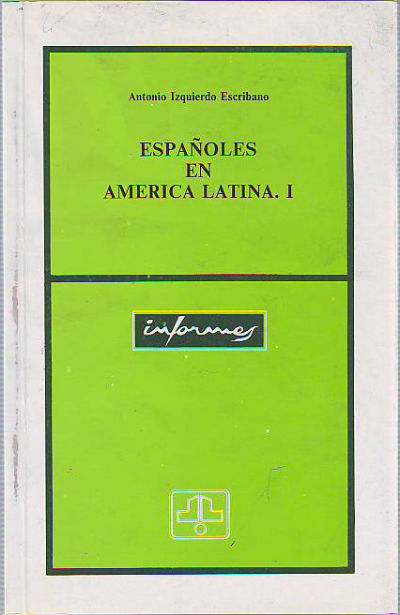 Antonio Izquierdo Escribano
ESPAÑOLES
EN
AMERICA LATINA. I
informes